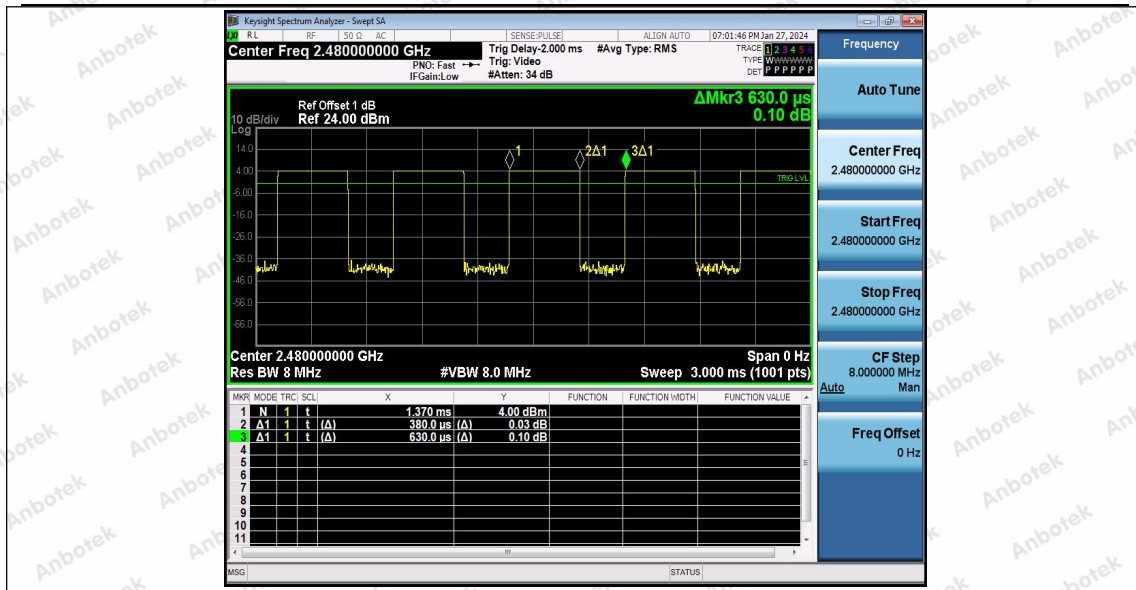 Keysight Spectrum Analyzer - Swept SA
LXI RL RF 50 Ω AC SENSE:PULSE ALIGN AUTO 07:01:46 PM Jan 27, 2024
Center Freq 2.480000000 GHz
PNO: Fast
IFGain:Low
Trig Delay-2.000 ms
Trig: Video
#Atten: 34 dB
#Avg Type: RMS
TRACE 1 2 3 4 5 6
TYPE W
DET P P P P P P
Ref Offset 1 dB
10 dB/div Ref 24.00 dBm
Log
ΔMkr3 630.0 µs
0.10 dB
14.0
4.00
-6.00
-16.0
-26.0
-36.0
-46.0
-56.0
-66.0
1
2Δ1
3Δ1
TRIG LVL
Center 2.480000000 GHz Span 0 Hz
Res BW 8 MHz #VBW 8.0 MHz Sweep 3.000 ms (1001 pts)
MKR MODE TRC SCL X Y FUNCTION FUNCTION WIDTH FUNCTION VALUE
1 N 1 t 1.370 ms 4.00 dBm
2 Δ1 1 t (Δ) 380.0 µs (Δ) 0.03 dB
3 Δ1 1 t (Δ) 630.0 µs (Δ) 0.10 dB
4
5
6
7
8
9
10
11
MSG STATUS
Frequency
Auto Tune
Center Freq
2.480000000 GHz
Start Freq
2.480000000 GHz
Stop Freq
2.480000000 GHz
CF Step
8.000000 MHz
Auto Man
Freq Offset
0 Hz
Anbotek